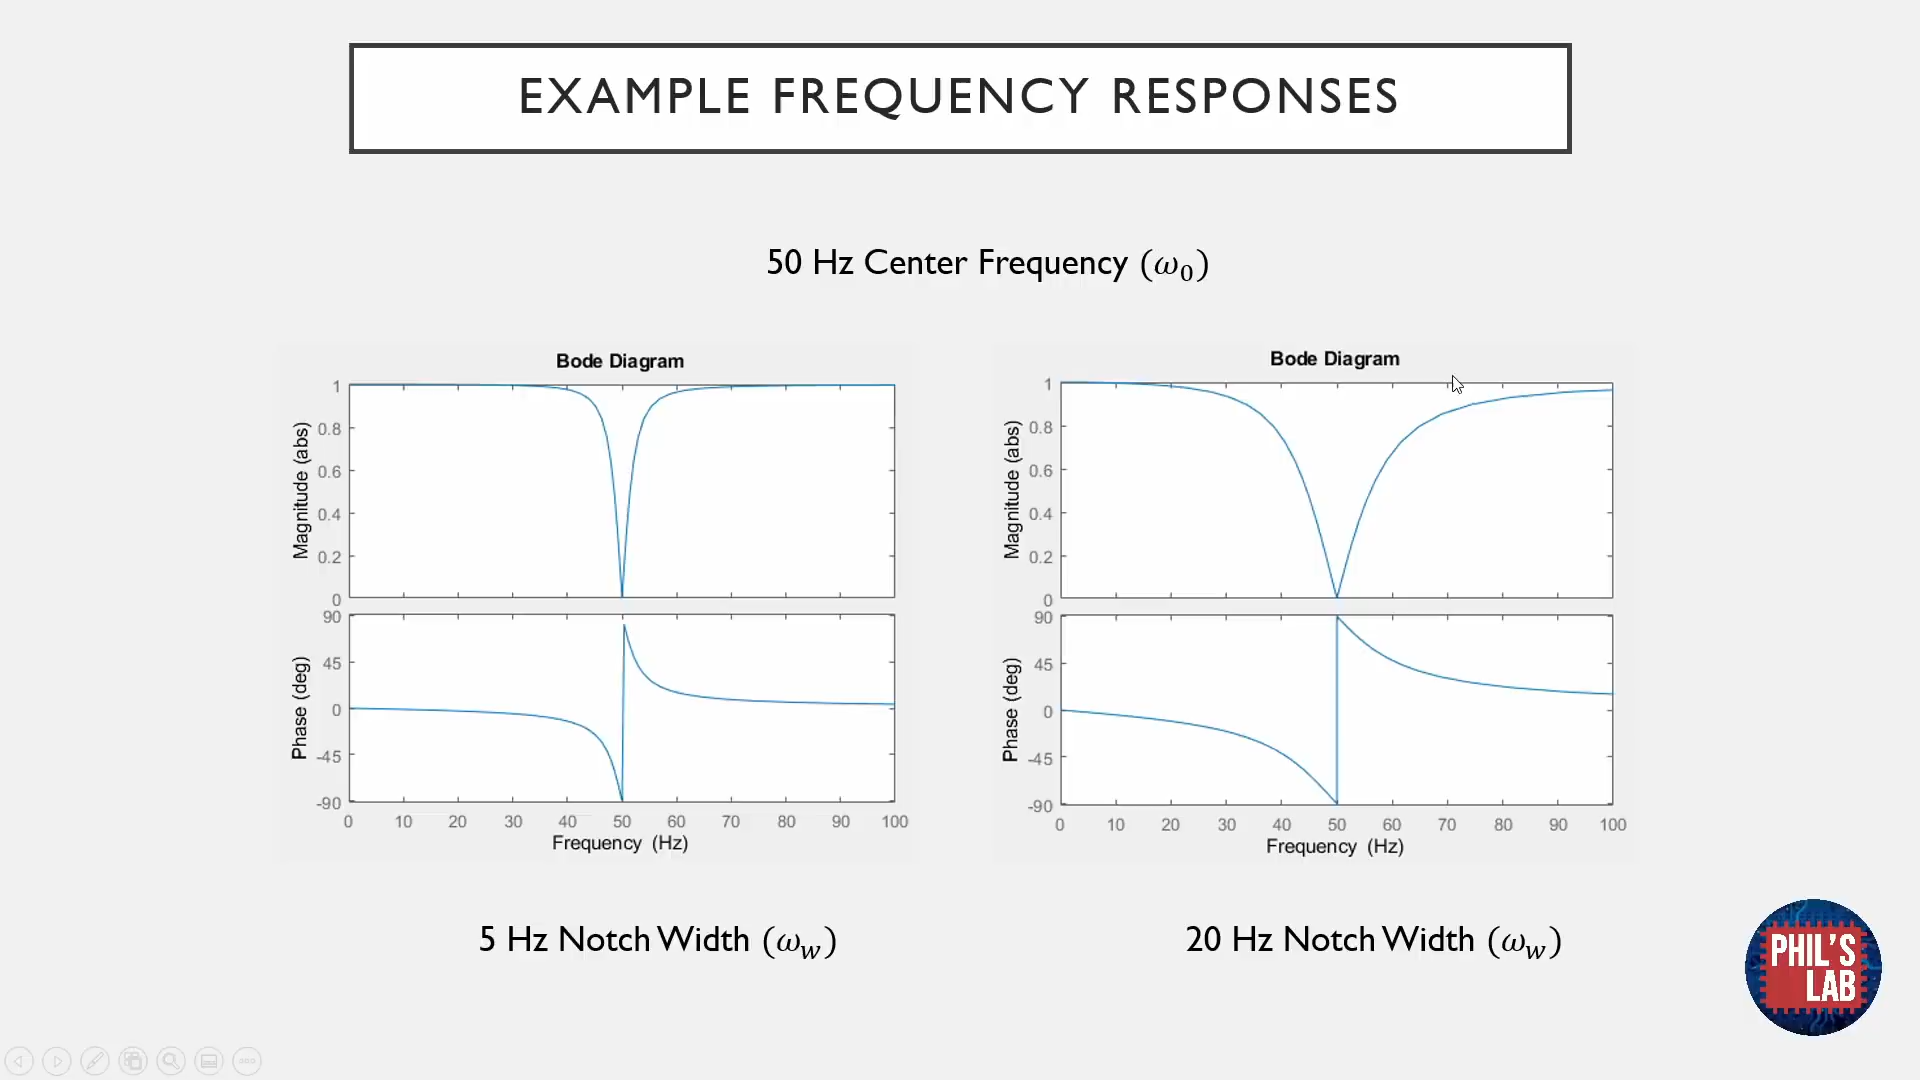 EXAMPLE FREQUENCY RESPONSES
50 Hz Center Frequency (ω₀)
Bode Diagram
Magnitude (abs)
1
0.8
0.6
0.4
0.2
0
Phase (deg)
90
45
0
-45
-90
0 10 20 30 40 50 60 70 80 90 100
Frequency (Hz)
5 Hz Notch Width (ω_w)
Bode Diagram
Magnitude (abs)
1
0.8
0.6
0.4
0.2
0
Phase (deg)
90
45
0
-45
-90
0 10 20 30 40 50 60 70 80 90 100
Frequency (Hz)
20 Hz Notch Width (ω_w)
PHIL'S
LAB